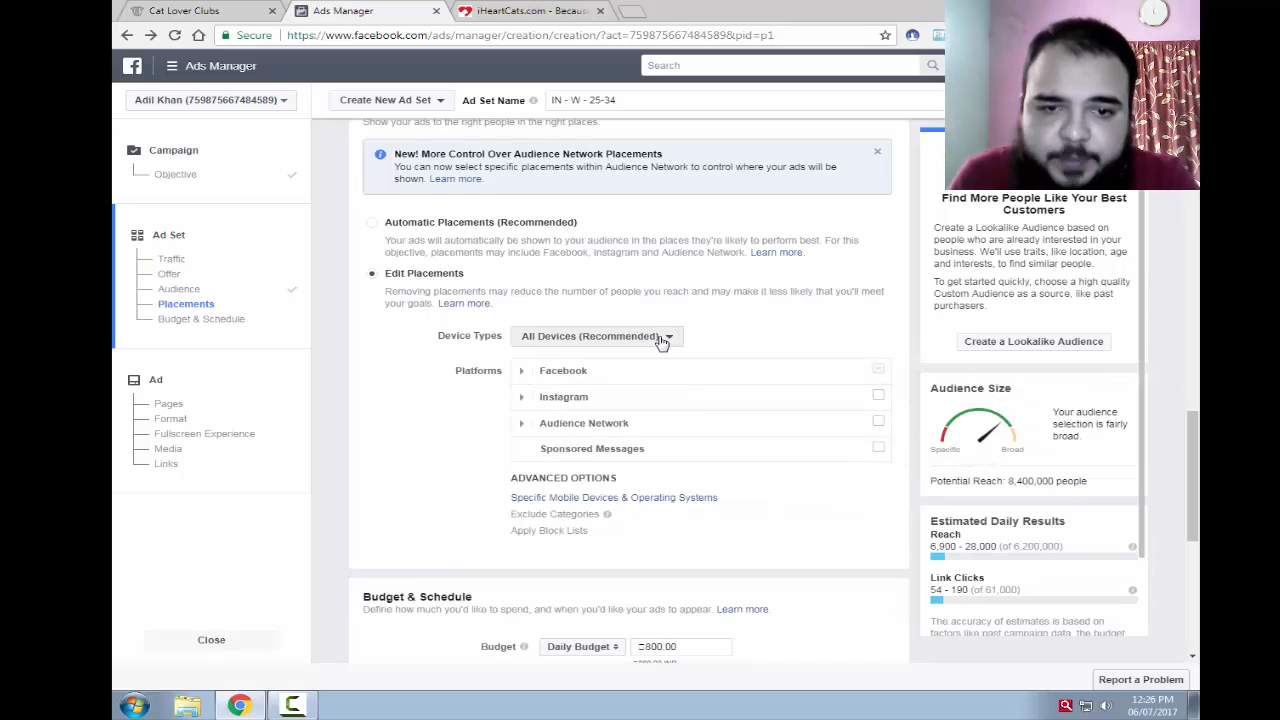 Cat Lover Clubs
Ads Manager
iHeartCats.com - Becaus
Secure
https://www.facebook.com/ads/manager/creation/creation/?act=759875667484589&pid=p1
Ads Manager
Search
Adil Khan (759875667484589)
Create New Ad Set
Ad Set Name
IN - W - 25-34
Show your ads to the right people in the right places.
Campaign
Objective
New! More Control Over Audience Network Placements
You can now select specific placements within Audience Network to control where your ads will be
shown. Learn more.
Ad Set
Traffic
Offer
Audience
Placements
Budget & Schedule
Automatic Placements (Recommended)
Your ads will automatically be shown to your audience in the places they're likely to perform best. For this
objective, placements may include Facebook, Instagram and Audience Network. Learn more.
Edit Placements
Removing placements may reduce the number of people you reach and may make it less likely that you'll meet
your goals. Learn more.
Device Types
All Devices (Recommended)
Platforms
Facebook
Instagram
Audience Network
Sponsored Messages
ADVANCED OPTIONS
Specific Mobile Devices & Operating Systems
Exclude Categories
Apply Block Lists
Ad
Pages
Format
Fullscreen Experience
Media
Links
Close
Budget & Schedule
Define how much you'd like to spend, and when you'd like your ads to appear. Learn more.
Budget
Daily Budget
800.00
Find More People Like Your Best
Customers
Create a Lookalike Audience based on
people who are already interested in your
business. We'll use traits, like location, age
and interests, to find similar people.
To get started quickly, choose a high quality
Custom Audience as a source, like past
purchasers.
Create a Lookalike Audience
Audience Size
Specific
Broad
Your audience
selection is fairly
broad.
Potential Reach: 8,400,000 people
Estimated Daily Results
Reach
6,900 - 28,000 (of 6,200,000)
Link Clicks
54 - 190 (of 61,000)
The accuracy of estimates is based on
factors like past campaign data, the budget
Report a Problem
12:26 PM
06/07/2017